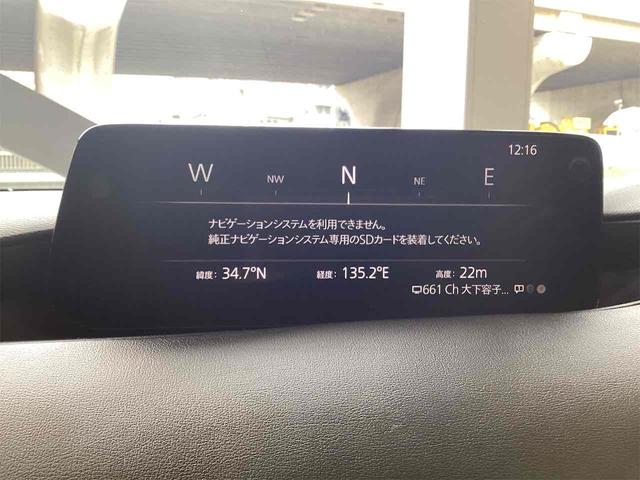 12:16
W NW N NE E
ナビゲーションシステムを利用できません。
純正ナビゲーションシステム専用のSDカードを装着してください。
緯度: 34.7°N 経度: 135.2°E 高度: 22m
661 Ch 大下容子...